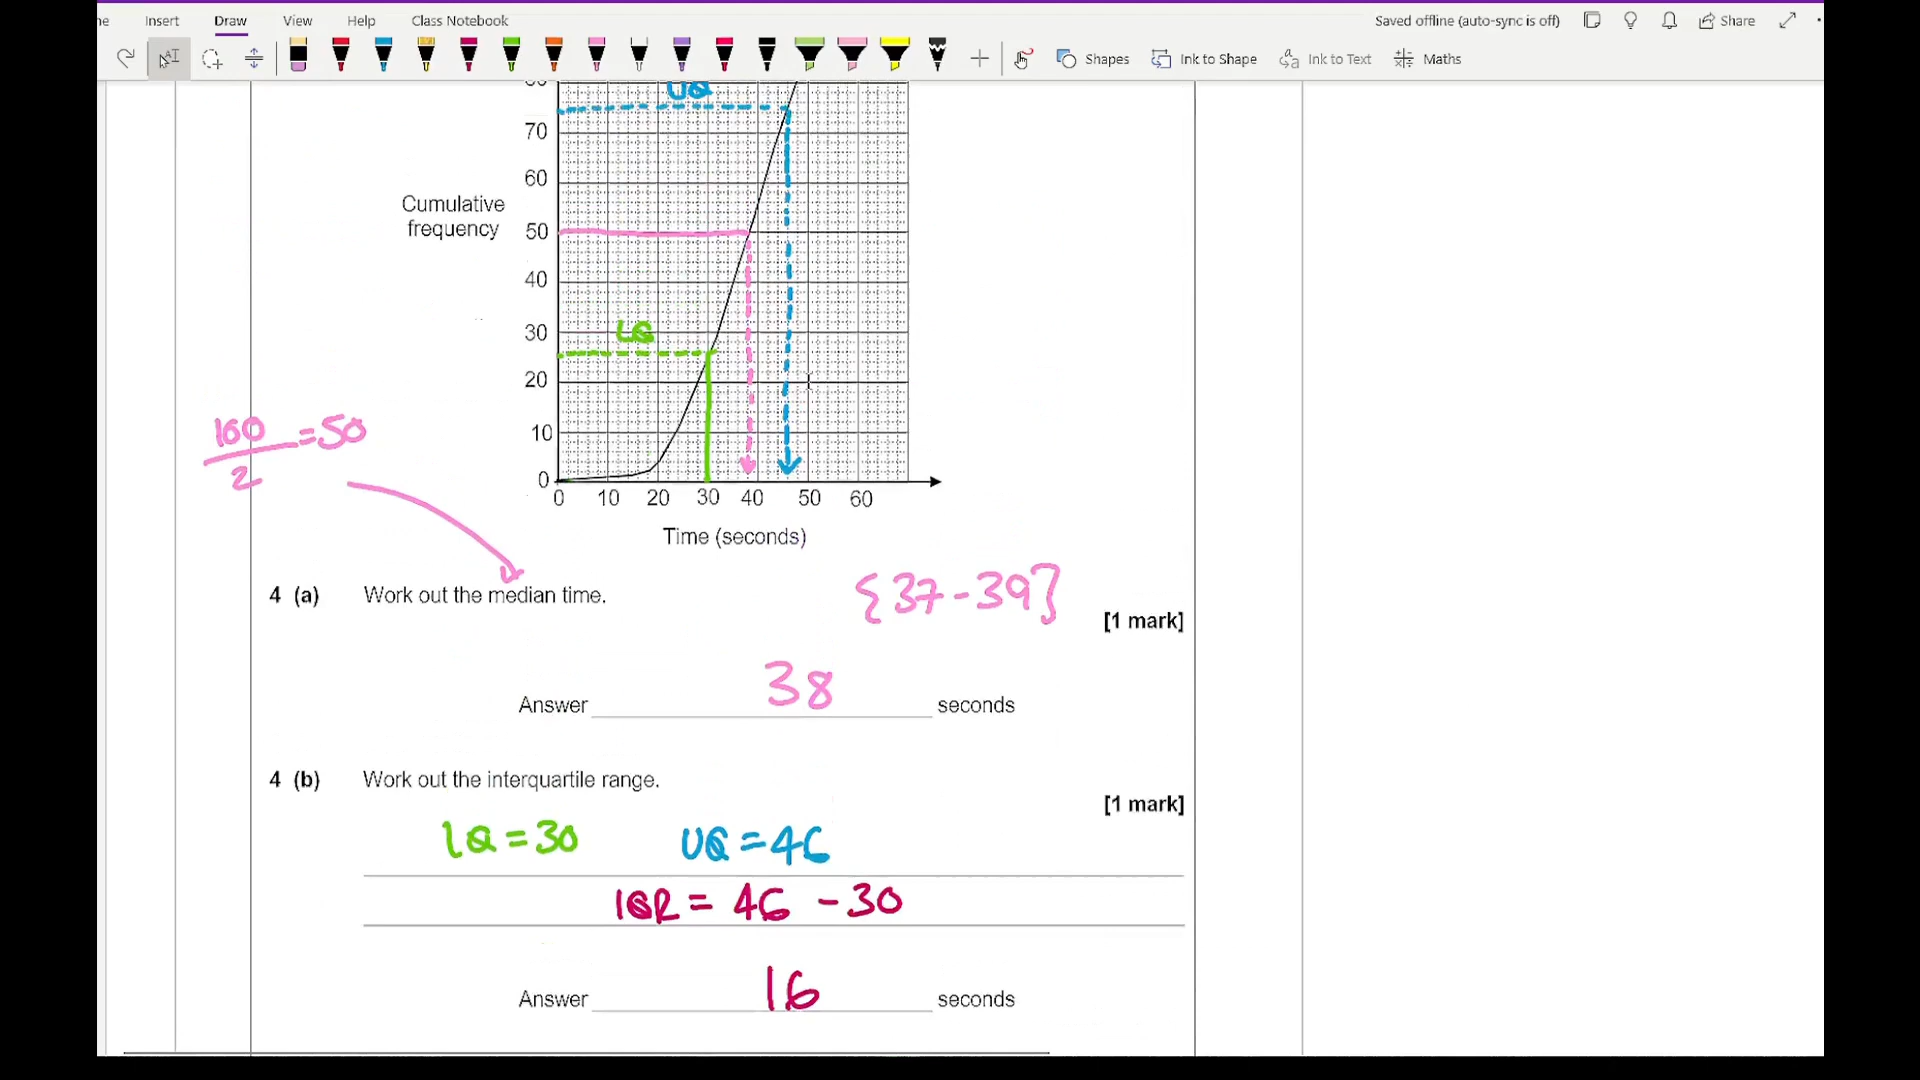 Insert Draw View Help Class Notebook Saved offline (auto-sync is off) Share
Shapes Ink to Shape Ink to Text Maths
UQ
70
60
Cumulative
frequency
50
40
30
LQ
20
10
0
0 10 20 30 40 50 60
Time (seconds)
100
2
=50
4 (a) Work out the median time.
{37-39}
[1 mark]
Answer 38 seconds
4 (b) Work out the interquartile range.
[1 mark]
LQ = 30 UQ = 46
IQR = 46 - 30
Answer 16 seconds